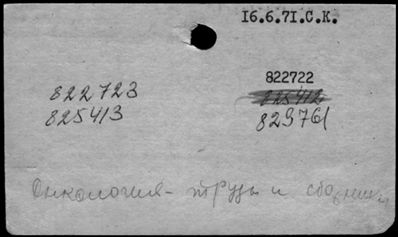 16.6.71.С.К.
822722
822723
825412
825413
829761
Онкология - труды и сборники